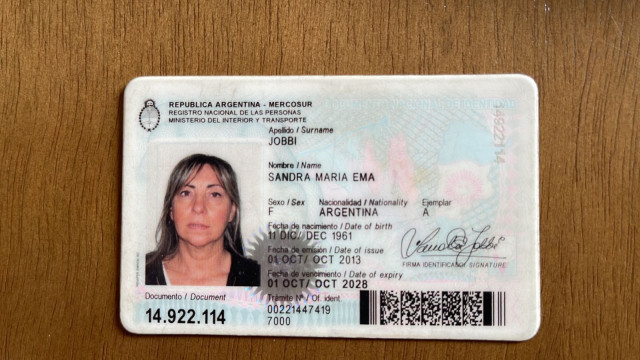 REPUBLICA ARGENTINA - MERCOSUR
REGISTRO NACIONAL DE LAS PERSONAS
MINISTERIO DEL INTERIOR Y TRANSPORTE
Apellido / Surname
JOBBI
Nombre / Name
SANDRA MARIA EMA
Sexo / Sex Nacionalidad / Nationality Ejemplar
F ARGENTINA A
Fecha de nacimiento / Date of birth
11 DIC/ DEC 1961
Fecha de emisión / Date of issue
01 OCT/ OCT 2013
FIRMA IDENTIFICADO / SIGNATURE
Fecha de vencimiento / Date of expiry
01 OCT/ OCT 2028
Documento / Document
14.922.114
Trámite Nº / Of. ident.
00221447419
7000
14922114